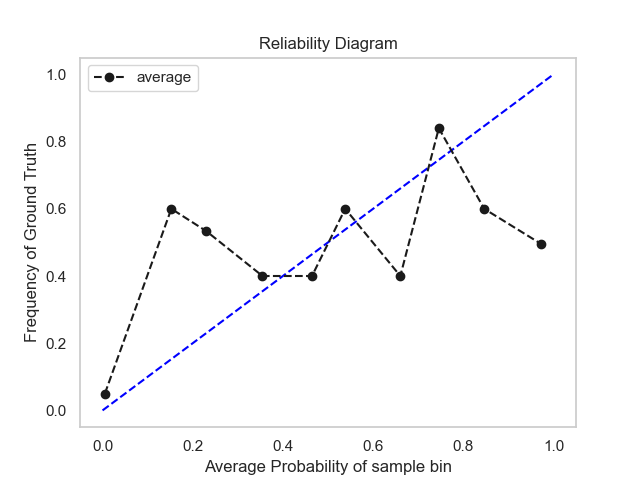 Reliability Diagram
average
1.0
0.8
0.6
0.4
0.2
0.0
Frequency of Ground Truth
0.0 0.2 0.4 0.6 0.8 1.0
Average Probability of sample bin